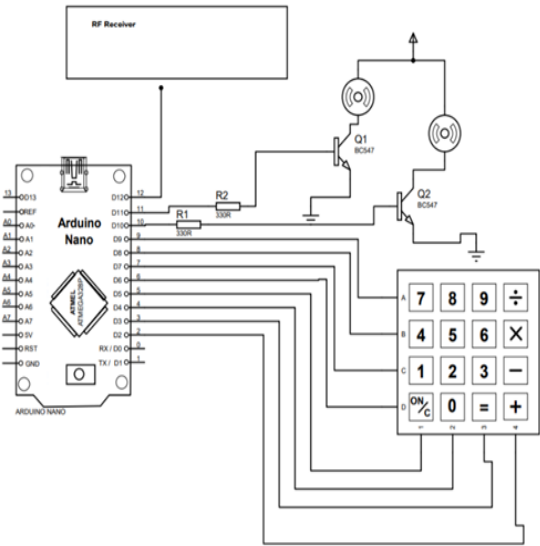 RF Receiver
Q1
BC547
Q2
BC547
R2
330R
R1
330R
Arduino
Nano
ATMEL
ATMEGA328P
13
D13
REF
A0
A0
A1
A1
A2
A2
A3
A3
A4
A4
A5
A5
A6
A6
A7
A7
5V
RST
GND
D12
12
D11
11
D10
10
D9
9
D8
8
D7
7
D6
6
D5
5
D4
4
D3
3
D2
2
RX / D0
0
TX / D1
1
ARDUINO NANO
A
7 8 9 ÷
B
4 5 6 ×
C
1 2 3 −
D
ON/C 0 = +
1 2 3 4